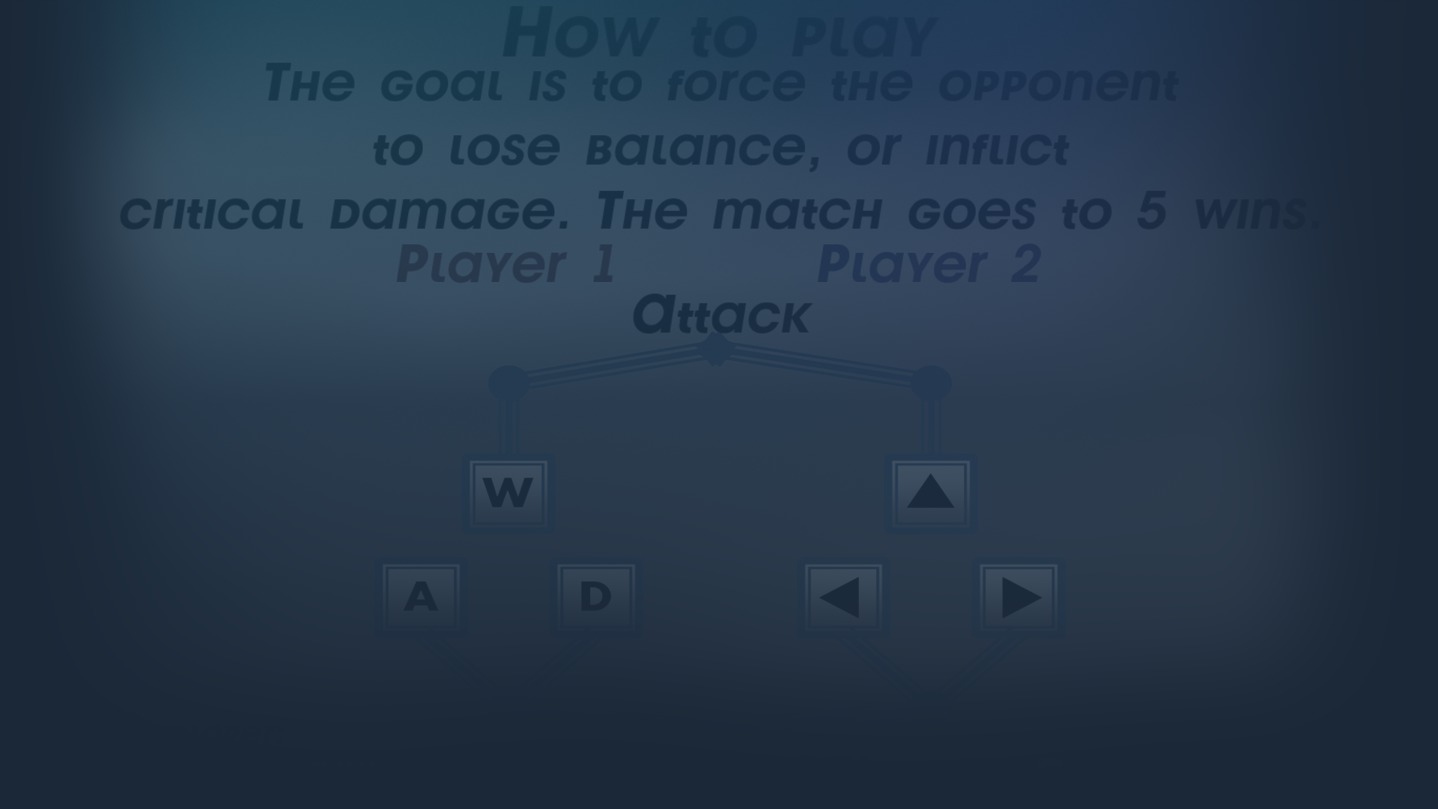 How to play
The goal is to force the opponent
to lose balance, or inflict
critical damage. The match goes to 5 wins.
Player 1 Player 2
Attack
W
A D